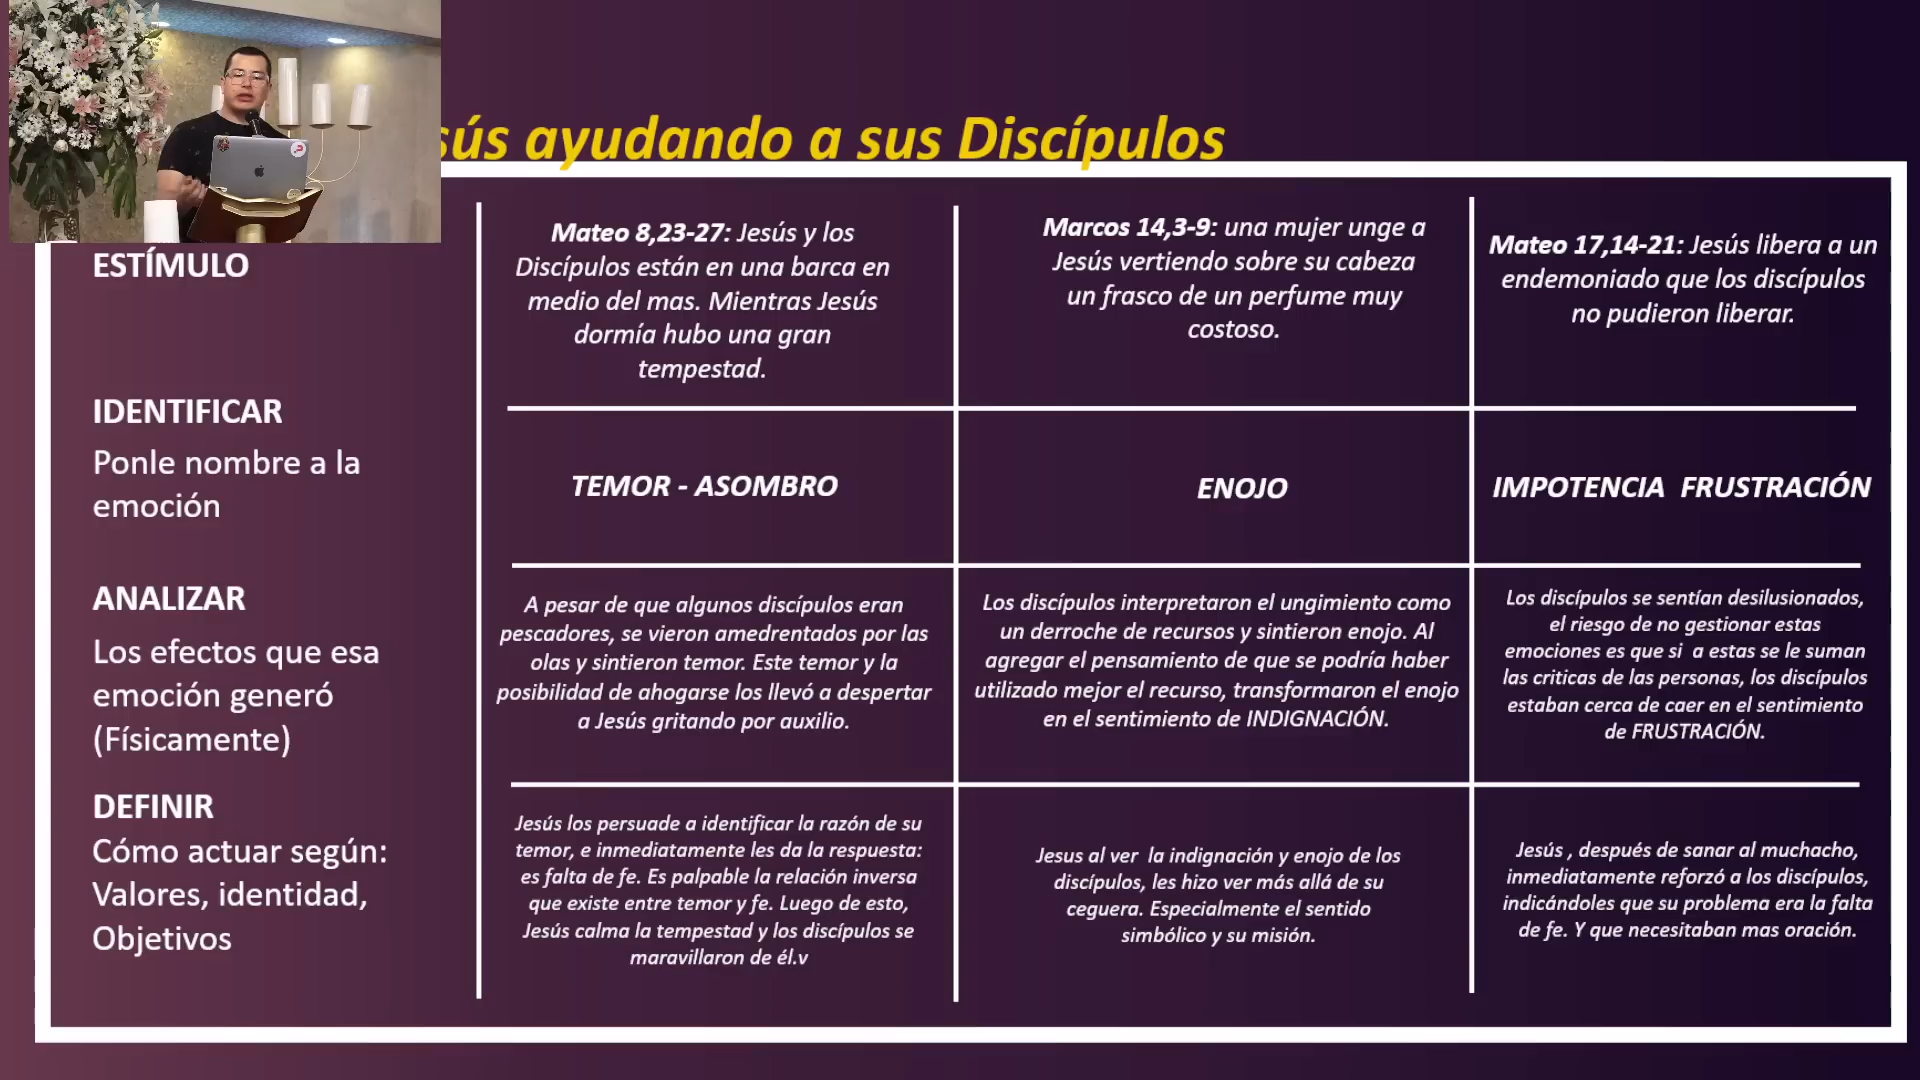 sús ayudando a sus Discípulos
ESTÍMULO
Mateo 8,23-27: Jesús y los
Discípulos están en una barca en
medio del mas. Mientras Jesús
dormía hubo una gran
tempestad.
Marcos 14,3-9: una mujer unge a
Jesús vertiendo sobre su cabeza
un frasco de un perfume muy
costoso.
Mateo 17,14-21: Jesús libera a un
endemoniado que los discípulos
no pudieron liberar.
IDENTIFICAR
Ponle nombre a la
emoción
TEMOR - ASOMBRO
ENOJO
IMPOTENCIA FRUSTRACIÓN
ANALIZAR
Los efectos que esa
emoción generó
(Físicamente)
A pesar de que algunos discípulos eran
pescadores, se vieron amedrentados por las
olas y sintieron temor. Este temor y la
posibilidad de ahogarse los llevó a despertar
a Jesús gritando por auxilio.
Los discípulos interpretaron el ungimiento como
un derroche de recursos y sintieron enojo. Al
agregar el pensamiento de que se podría haber
utilizado mejor el recurso, transformaron el enojo
en el sentimiento de INDIGNACIÓN.
Los discípulos se sentían desilusionados,
el riesgo de no gestionar estas
emociones es que si a estas se le suman
las criticas de las personas, los discípulos
estaban cerca de caer en el sentimiento
de FRUSTRACIÓN.
DEFINIR
Cómo actuar según:
Valores, identidad,
Objetivos
Jesús los persuade a identificar la razón de su
temor, e inmediatamente les da la respuesta:
es falta de fe. Es palpable la relación inversa
que existe entre temor y fe. Luego de esto,
Jesús calma la tempestad y los discípulos se
maravillaron de él.v
Jesus al ver la indignación y enojo de los
discípulos, les hizo ver más allá de su
ceguera. Especialmente el sentido
simbólico y su misión.
Jesús , después de sanar al muchacho,
inmediatamente reforzó a los discípulos,
indicándoles que su problema era la falta
de fe. Y que necesitaban mas oración.